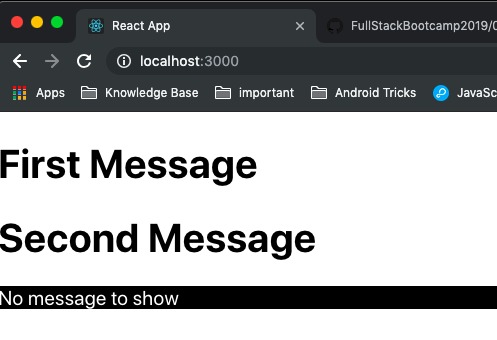 React App
FullStackBootcamp2019/0
localhost:3000
Apps Knowledge Base important Android Tricks JavaSc
First Message
Second Message
No message to show